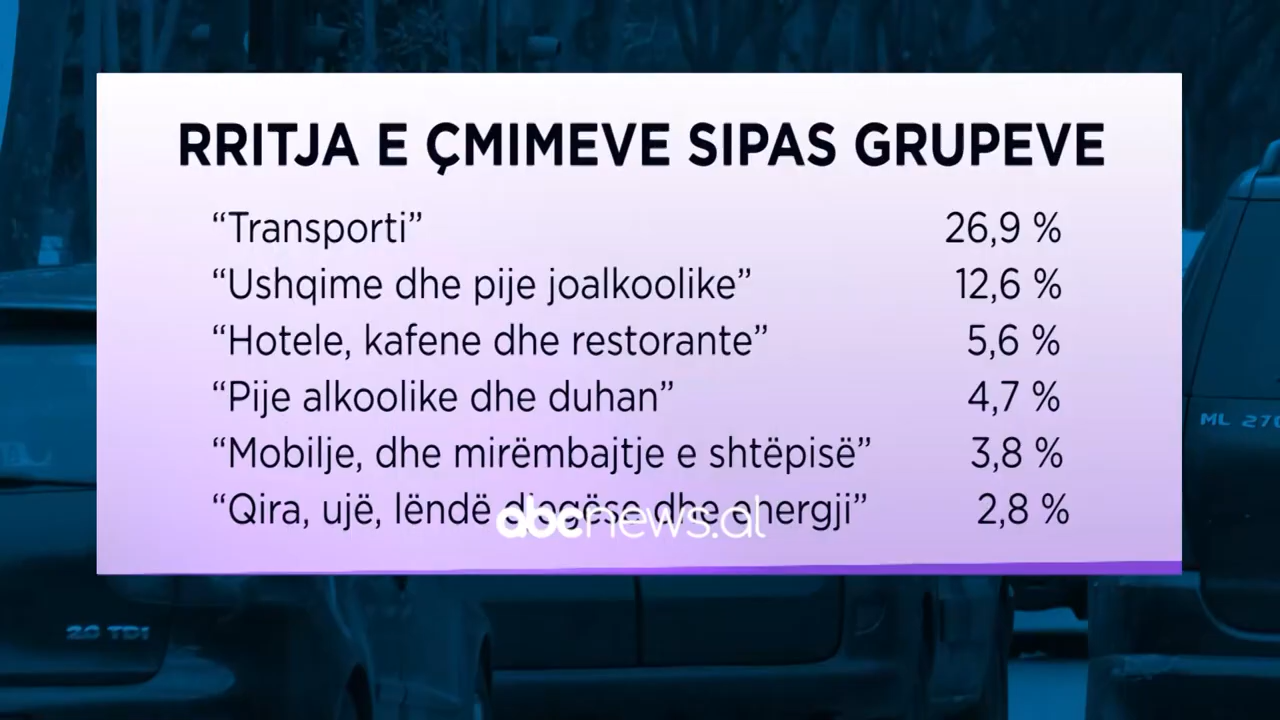 RRITJA E ÇMIMEVE SIPAS GRUPEVE
“Transporti” 26,9 %
“Ushqime dhe pije joalkoolike” 12,6 %
“Hotele, kafene dhe restorante” 5,6 %
“Pije alkoolike dhe duhan” 4,7 %
“Mobilje, dhe mirëmbajtje e shtëpisë” 3,8 %
“Qira, ujë, lëndë djegëse dhe energji” 2,8 %
abcnews.al
ML 270
2.0 TDI